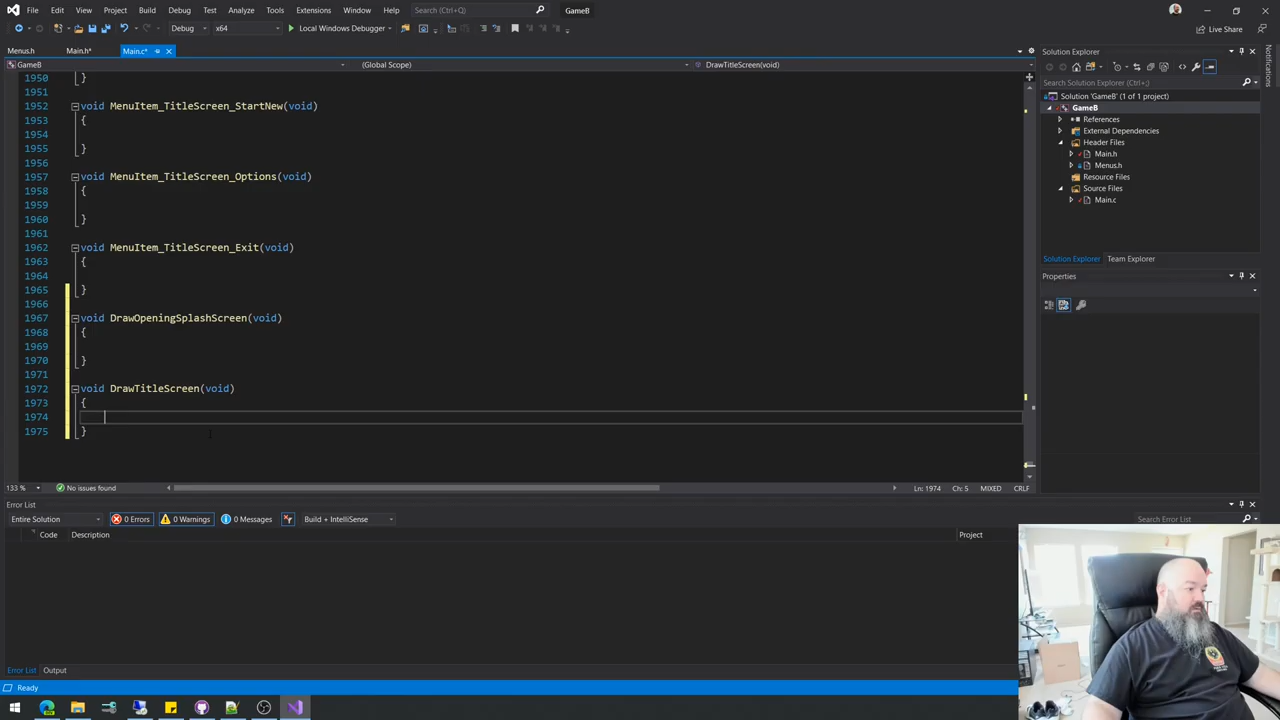 File Edit View Project Build Debug Test Analyze Tools Extensions Window Help Search (Ctrl+Q) GameB
Debug x64 Local Windows Debugger Live Share
Menus.h Main.h* Main.c*
GameB (Global Scope) DrawTitleScreen(void)
1950 }
1951
1952 void MenuItem_TitleScreen_StartNew(void)
1953 {
1954
1955 }
1956
1957 void MenuItem_TitleScreen_Options(void)
1958 {
1959
1960 }
1961
1962 void MenuItem_TitleScreen_Exit(void)
1963 {
1964
1965 }
1966
1967 void DrawOpeningSplashScreen(void)
1968 {
1969
1970 }
1971
1972 void DrawTitleScreen(void)
1973 {
1974
1975 }
133 % No issues found Ln: 1974 Ch: 5 MIXED CRLF
Error List
Entire Solution 0 Errors 0 Warnings 0 Messages Build + IntelliSense Search Error List
Code Description Project
Error List Output
Ready
Solution Explorer
Search Solution Explorer (Ctrl+;)
Solution 'GameB' (1 of 1 project)
GameB
References
External Dependencies
Header Files
Main.h
Menus.h
Resource Files
Source Files
Main.c
Solution Explorer Team Explorer
Properties
Notifications